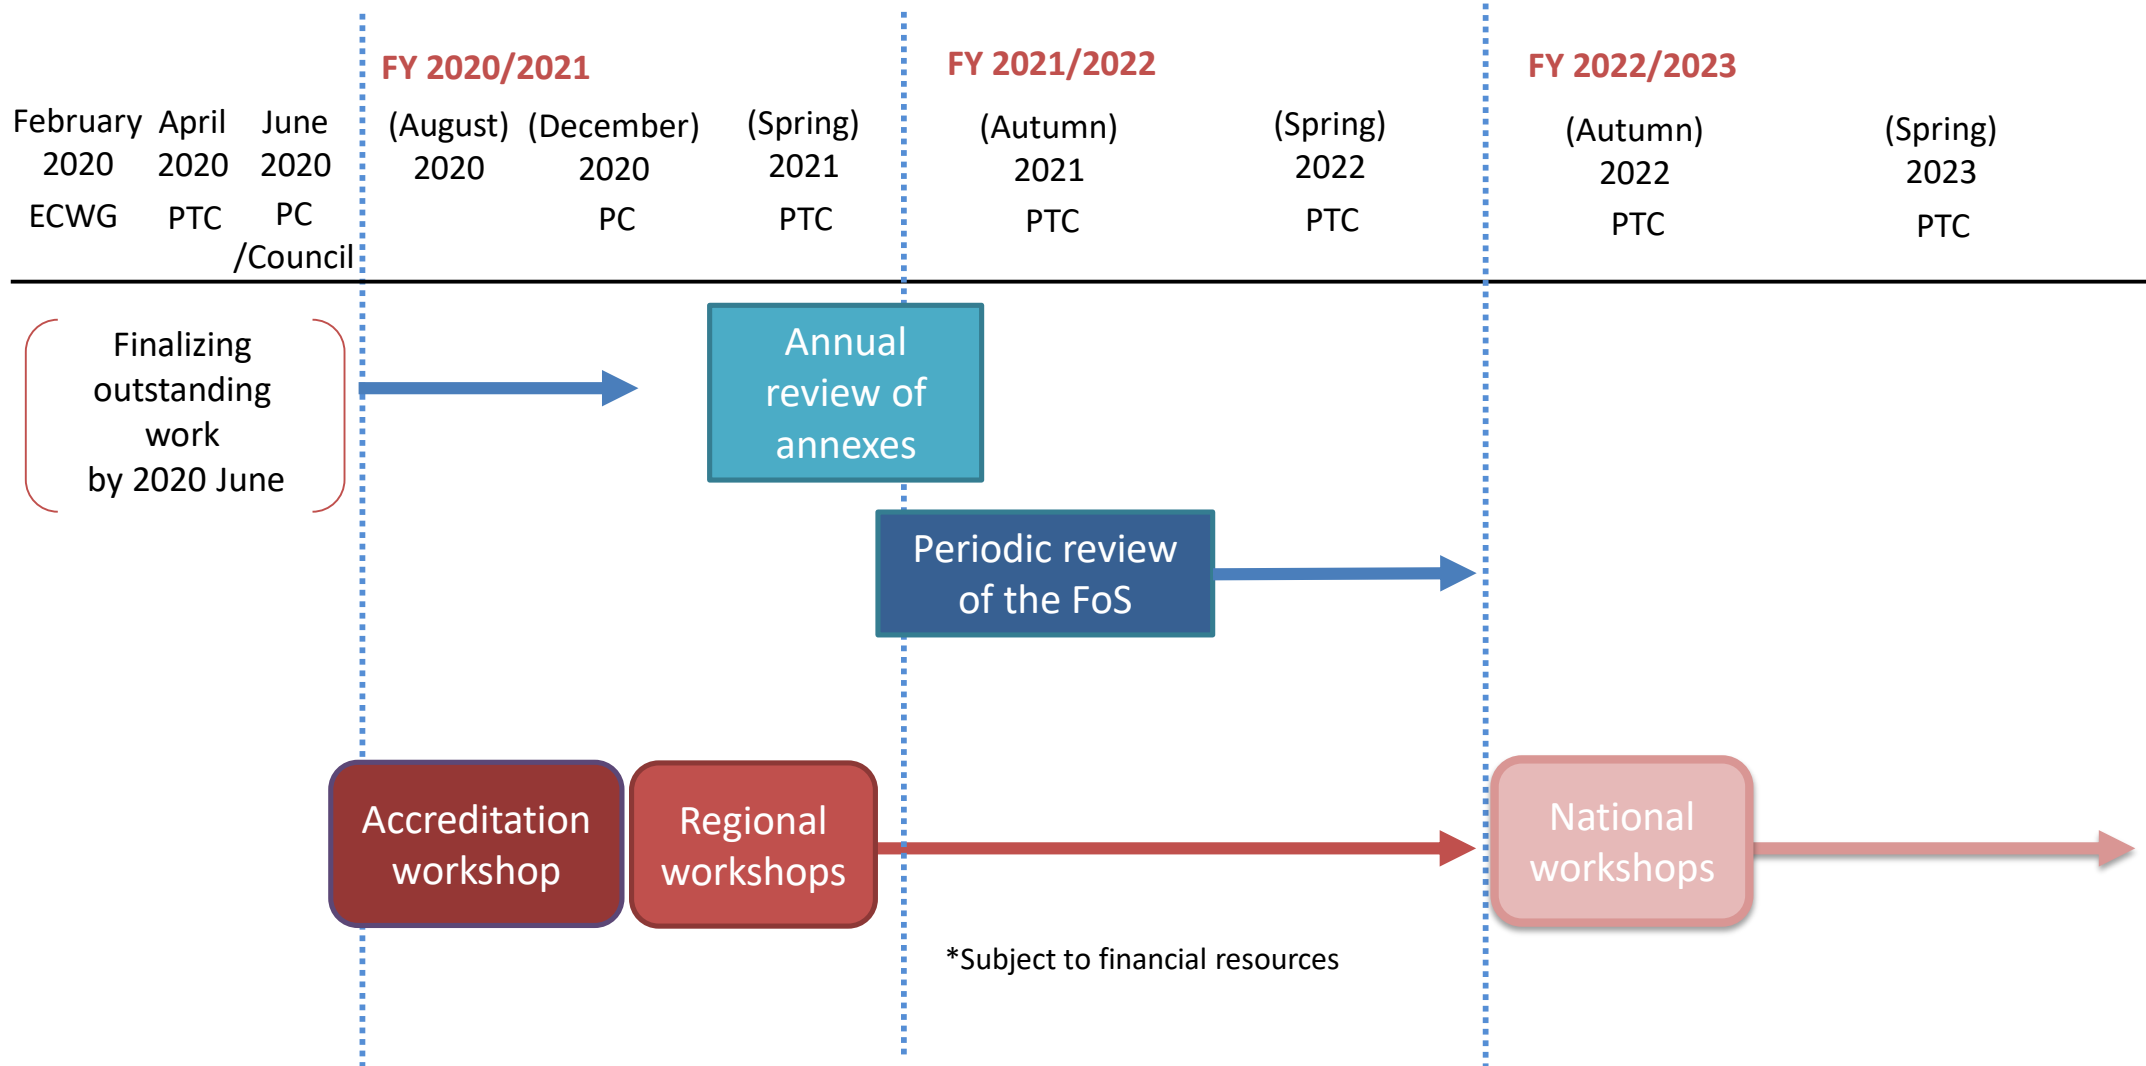 FY 2020/2021
FY 2021/2022
FY 2022/2023
February
2020
ECWG
April
2020
PTC
June
2020
PC
/Council
(August)
2020
(December)
2020
PC
(Spring)
2021
PTC
(Autumn)
2021
PTC
(Spring)
2022
PTC
(Autumn)
2022
PTC
(Spring)
2023
PTC
Finalizing
outstanding
work
by 2020 June
Annual
review of
annexes
Periodic review
of the FoS
Accreditation
workshop
Regional
workshops
National
workshops
*Subject to financial resources